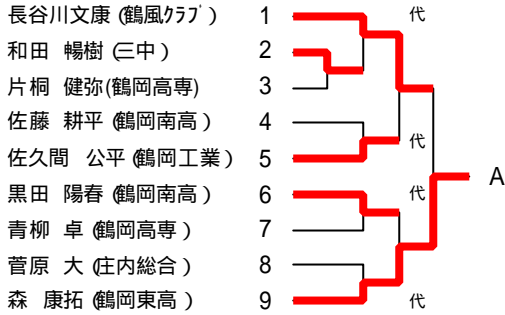 長谷川文康 (鶴風ｸﾗﾌﾞ) 1 代
和田 暢樹 (三中) 2
片桐 健弥(鶴岡高専) 3
佐藤 耕平 (鶴岡南高) 4 代
佐久間 公平 (鶴岡工業) 5 A
黒田 陽春 (鶴岡南高) 6 代
青柳 卓 (鶴岡高専) 7
菅原 大 (庄内総合) 8
森 康拓 (鶴岡東高) 9 代